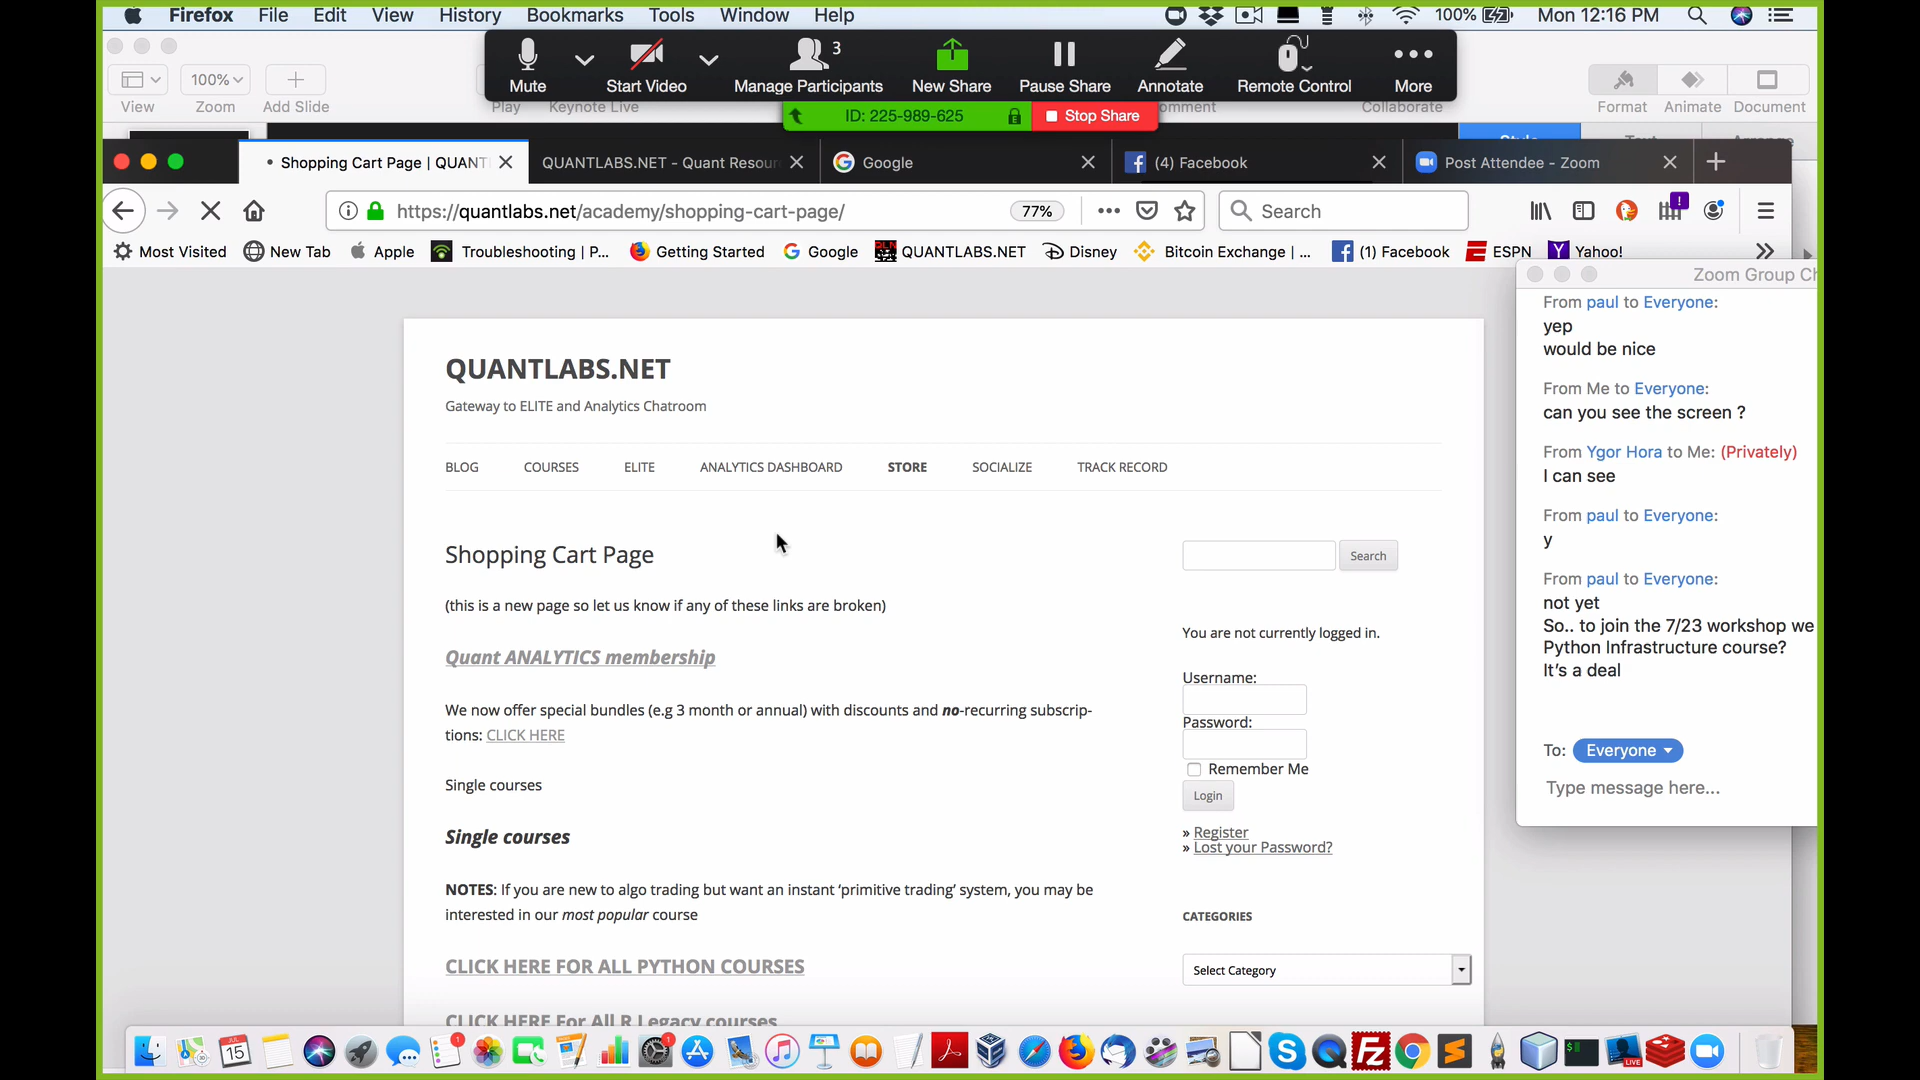 Firefox File Edit View History Bookmarks Tools Window Help 100% Mon 12:16 PM
100%
View Zoom Add Slide Play Keynote Live Collaborate Format Animate Document
3
Mute Start Video Manage Participants New Share Pause Share Annotate Remote Control More
ID: 225-989-625 Stop Share
Shopping Cart Page | QUANT QUANTLABS.NET - Quant Resour Google (4) Facebook Post Attendee - Zoom
https://quantlabs.net/academy/shopping-cart-page/ 77% Search
Most Visited New Tab Apple Troubleshooting | P... Getting Started Google QUANTLABS.NET Disney Bitcoin Exchange | ... (1) Facebook ESPN Yahoo!
QUANTLABS.NET
Gateway to ELITE and Analytics Chatroom
BLOG COURSES ELITE ANALYTICS DASHBOARD STORE SOCIALIZE TRACK RECORD
Shopping Cart Page
(this is a new page so let us know if any of these links are broken)
Quant ANALYTICS membership
We now offer special bundles (e.g 3 month or annual) with discounts and no-recurring subscrip-
tions: CLICK HERE
Single courses
Single courses
NOTES: If you are new to algo trading but want an instant ‘primitive trading’ system, you may be
interested in our most popular course
CLICK HERE FOR ALL PYTHON COURSES
CLICK HERE For All R Legacy courses
Search
You are not currently logged in.
Username:
Password:
Remember Me
Login
» Register
» Lost your Password?
CATEGORIES
Select Category
Zoom Group Ch
From paul to Everyone:
yep
would be nice
From Me to Everyone:
can you see the screen ?
From Ygor Hora to Me: (Privately)
I can see
From paul to Everyone:
y
From paul to Everyone:
not yet
So.. to join the 7/23 workshop we
Python Infrastructure course?
It’s a deal
To: Everyone
Type message here...
JUL
15
1
1
LIVE